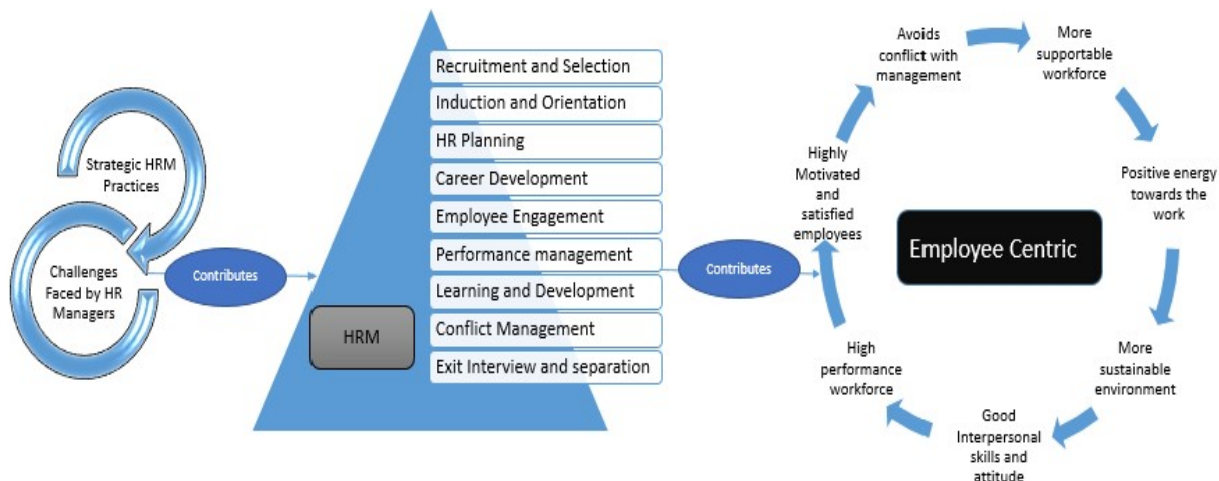 Strategic HRM
Practices
Challenges
Faced by HR
Managers
Contributes
HRM
Recruitment and Selection
Induction and Orientation
HR Planning
Career Development
Employee Engagement
Performance management
Learning and Development
Conflict Management
Exit Interview and separation
Contributes
Employee Centric
Avoids
conflict with
management
More
supportable
workforce
Positive energy
towards the
work
More
sustainable
environment
Good
Interpersonal
skills and
attitude
High
performance
workforce
Highly
Motivated
and
satisfied
employees